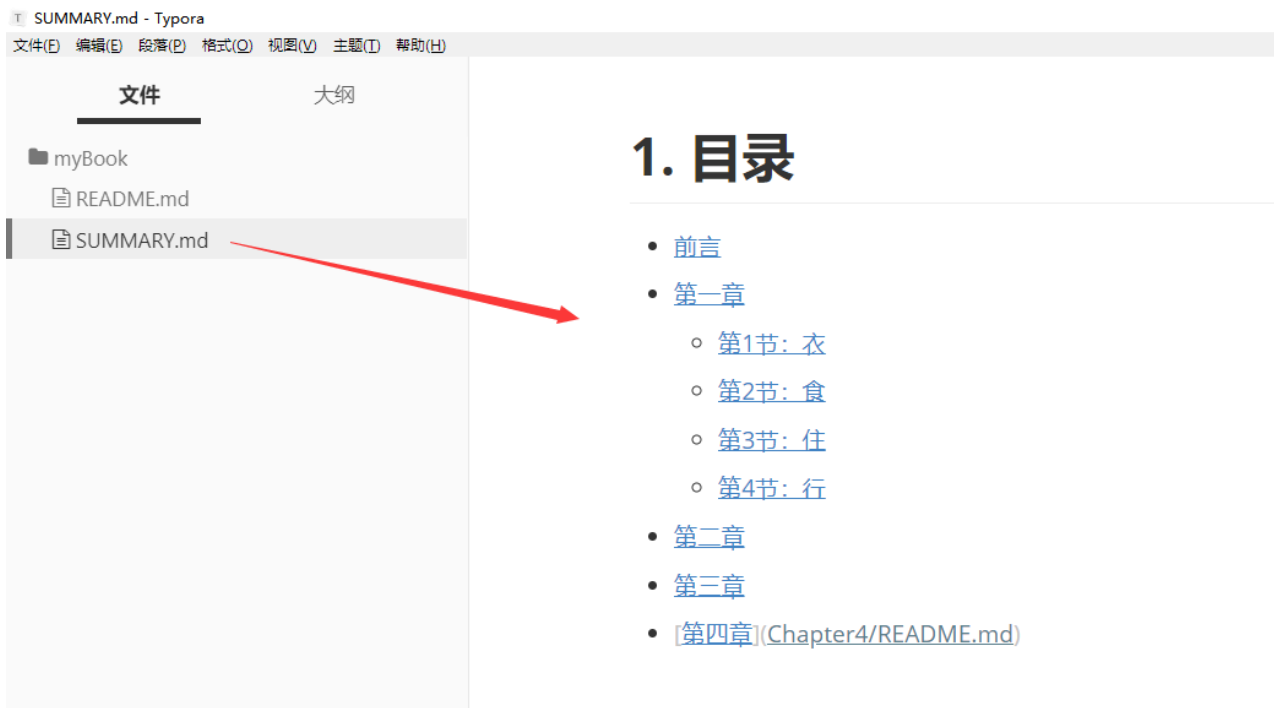 T SUMMARY.md - Typora
文件(F) 编辑(E) 段落(P) 格式(O) 视图(V) 主题(T) 帮助(H)
文件 大纲
myBook
README.md
SUMMARY.md
1. 目录
前言
第一章
第1节：衣
第2节：食
第3节：住
第4节：行
第二章
第三章
[第四章](Chapter4/README.md)